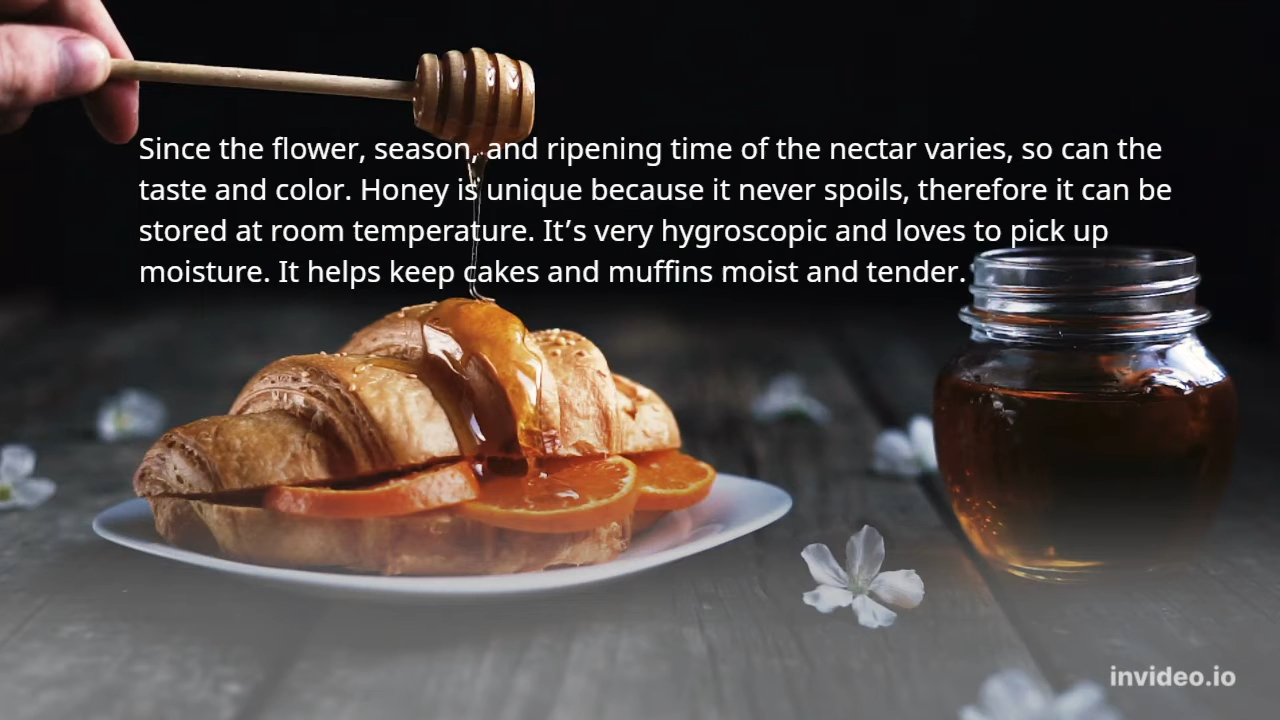 Since the flower, season, and ripening time of the nectar varies, so can the
taste and color. Honey is unique because it never spoils, therefore it can be
stored at room temperature. It’s very hygroscopic and loves to pick up
moisture. It helps keep cakes and muffins moist and tender.
invideo.io